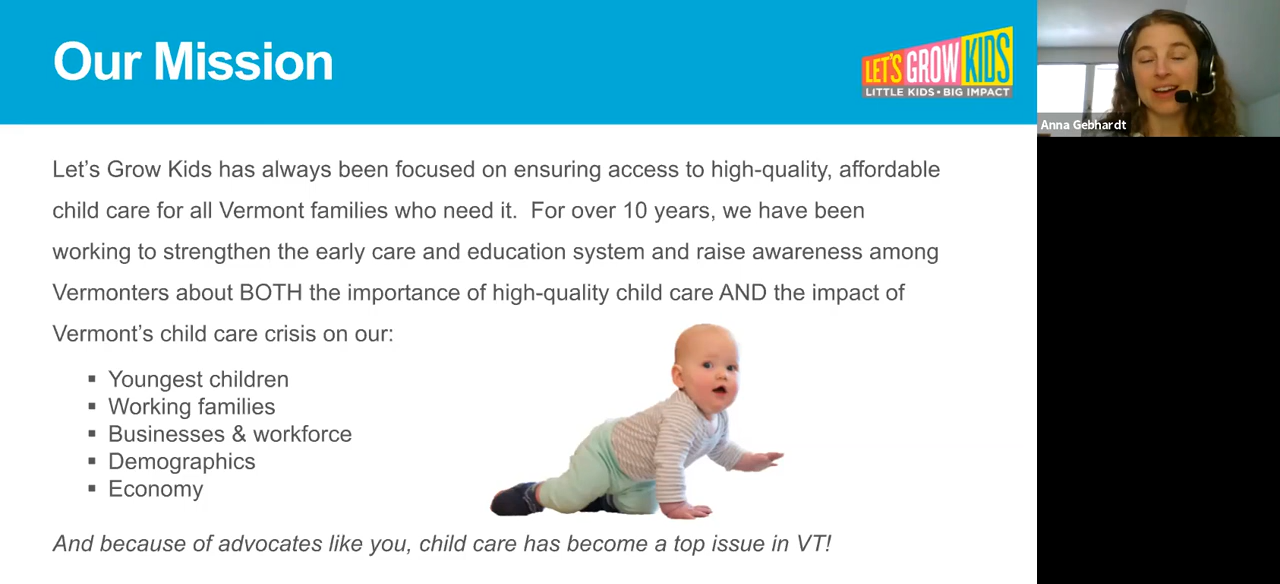 Our Mission
LET'S GROW KIDS
LITTLE KIDS • BIG IMPACT
Anna Gebhardt
Let’s Grow Kids has always been focused on ensuring access to high-quality, affordable
child care for all Vermont families who need it.  For over 10 years, we have been
working to strengthen the early care and education system and raise awareness among
Vermonters about BOTH the importance of high-quality child care AND the impact of
Vermont’s child care crisis on our:
▪ Youngest children
▪ Working families
▪ Businesses & workforce
▪ Demographics
▪ Economy
And because of advocates like you, child care has become a top issue in VT!